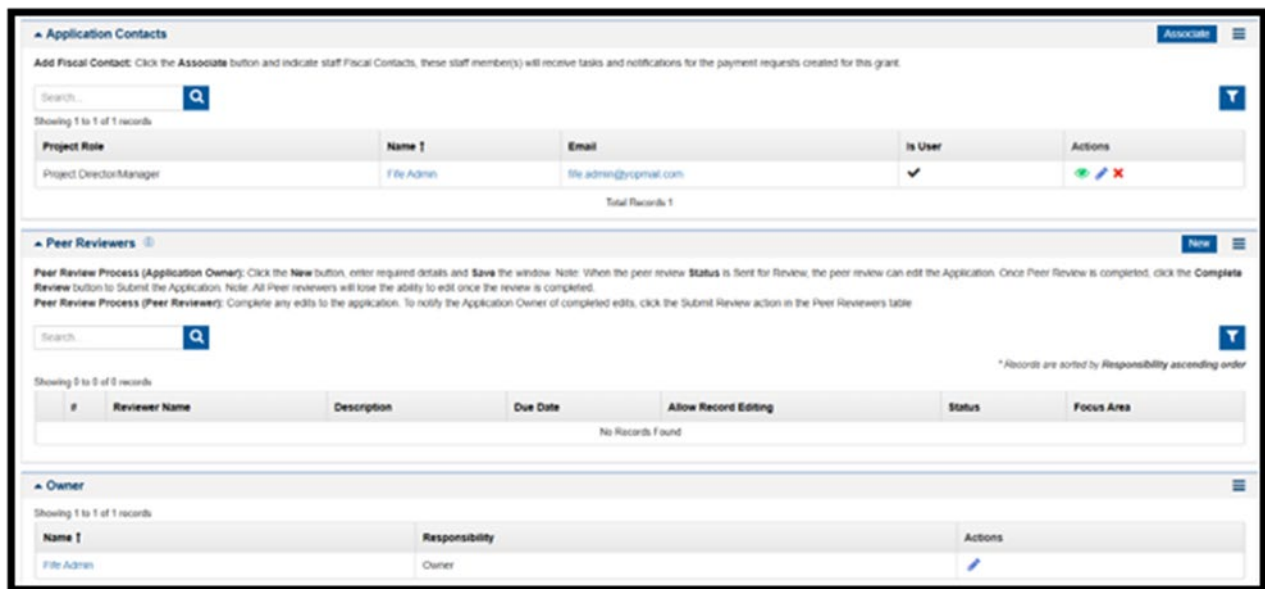 Application Contacts
Associate
Add Fiscal Contact: Click the Associate button and indicate staff Fiscal Contacts, these staff member(s) will receive tasks and notifications for the payment requests created for this grant.
Search...
Showing 1 to 1 of 1 records
Project Role Name Email Is User Actions
Project Director/Manager Fife Admin fife.admin@yopmail.com
Total Records 1
Peer Reviewers
New
Peer Review Process (Application Owner): Click the New button, enter required details and Save the window. Note: When the peer review Status is Sent for Review, the peer review can edit the Application. Once Peer Review is completed, click the Complete
Review button to Submit the Application. Note: All Peer reviewers will lose the ability to edit once the review is completed.
Peer Review Process (Peer Reviewer): Complete any edits to the application. To notify the Application Owner of completed edits, click the Submit Review action in the Peer Reviewers table
Search...
* Records are sorted by Responsibility ascending order
Showing 0 to 0 of 0 records
# Reviewer Name Description Due Date Allow Record Editing Status Focus Area
No Records Found
Owner
Showing 1 to 1 of 1 records
Name Responsibility Actions
Fife Admin Owner